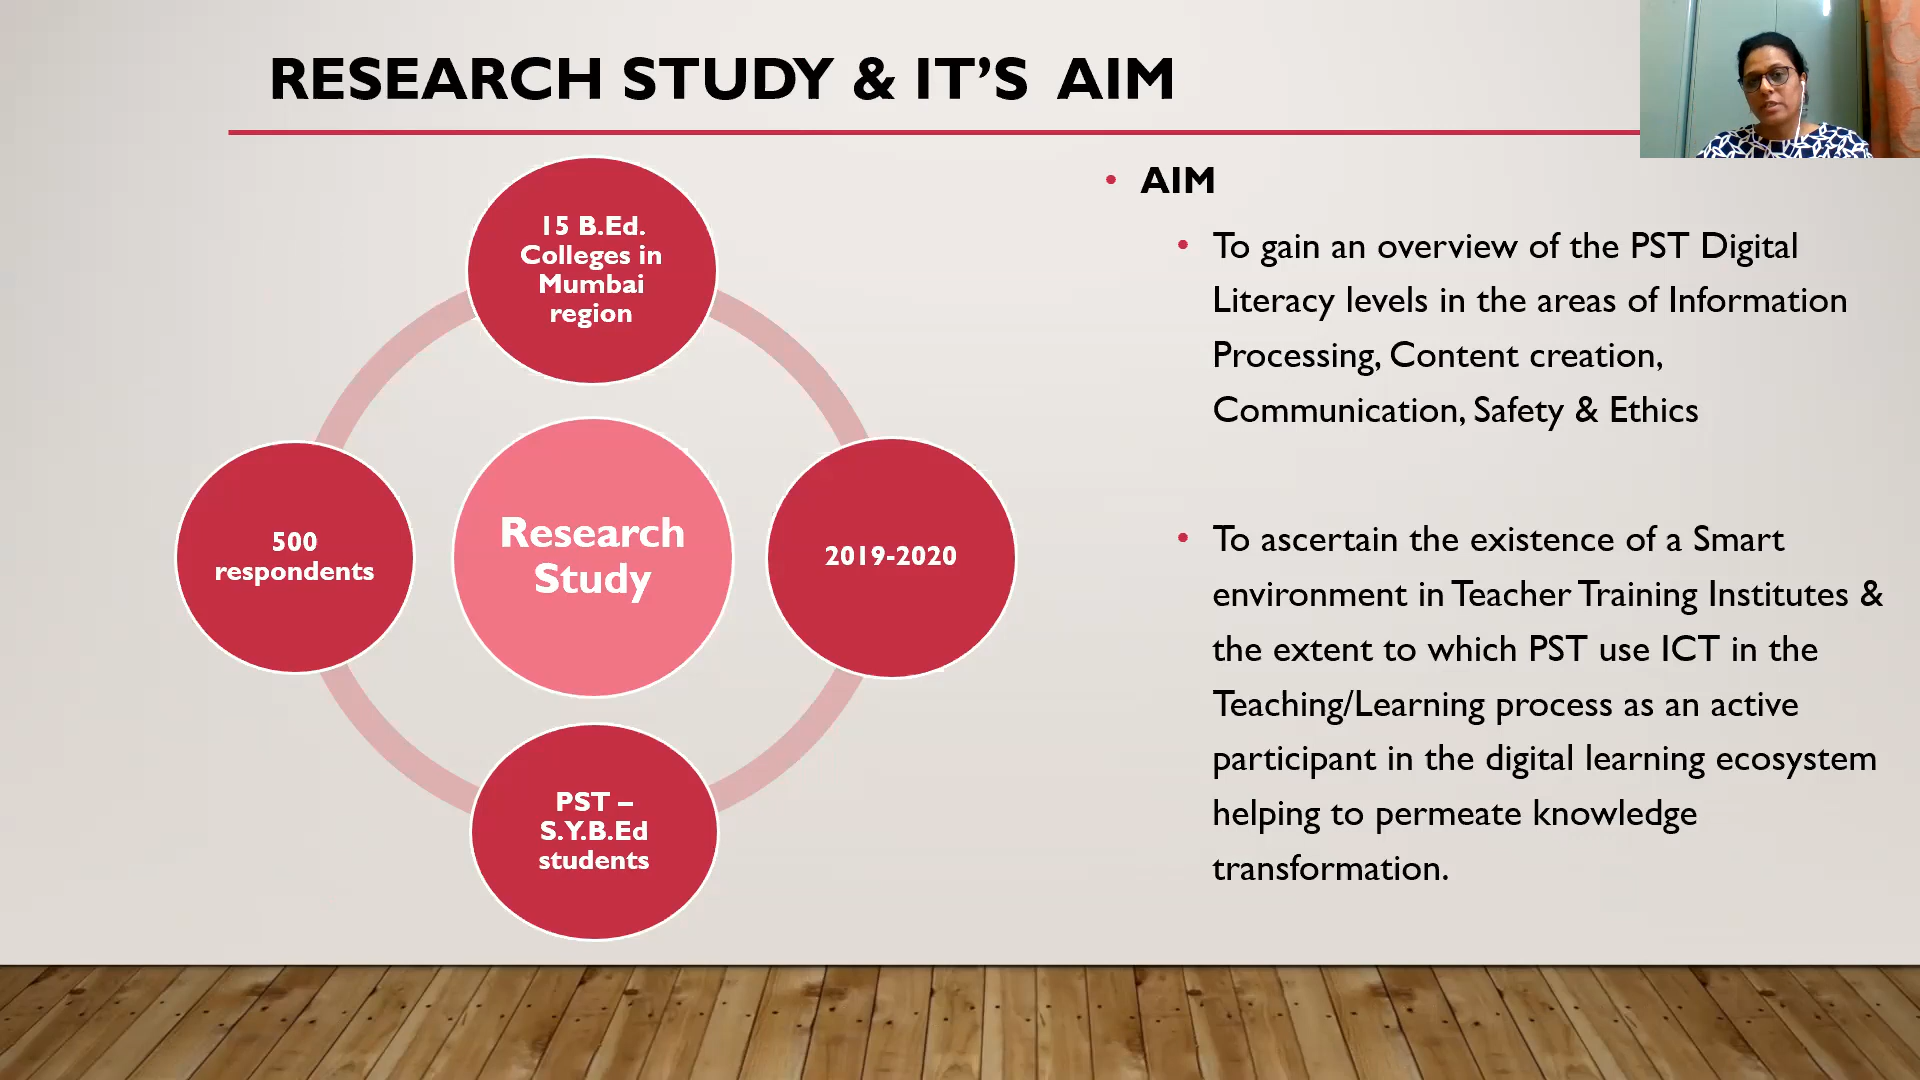 RESEARCH STUDY & IT’S AIM
15 B.Ed.
Colleges in
Mumbai
region
500
respondents
Research
Study
2019-2020
PST –
S.Y.B.Ed
students
• AIM
• To gain an overview of the PST Digital
Literacy levels in the areas of Information
Processing, Content creation,
Communication, Safety & Ethics
• To ascertain the existence of a Smart
environment in Teacher Training Institutes &
the extent to which PST use ICT in the
Teaching/Learning process as an active
participant in the digital learning ecosystem
helping to permeate knowledge
transformation.